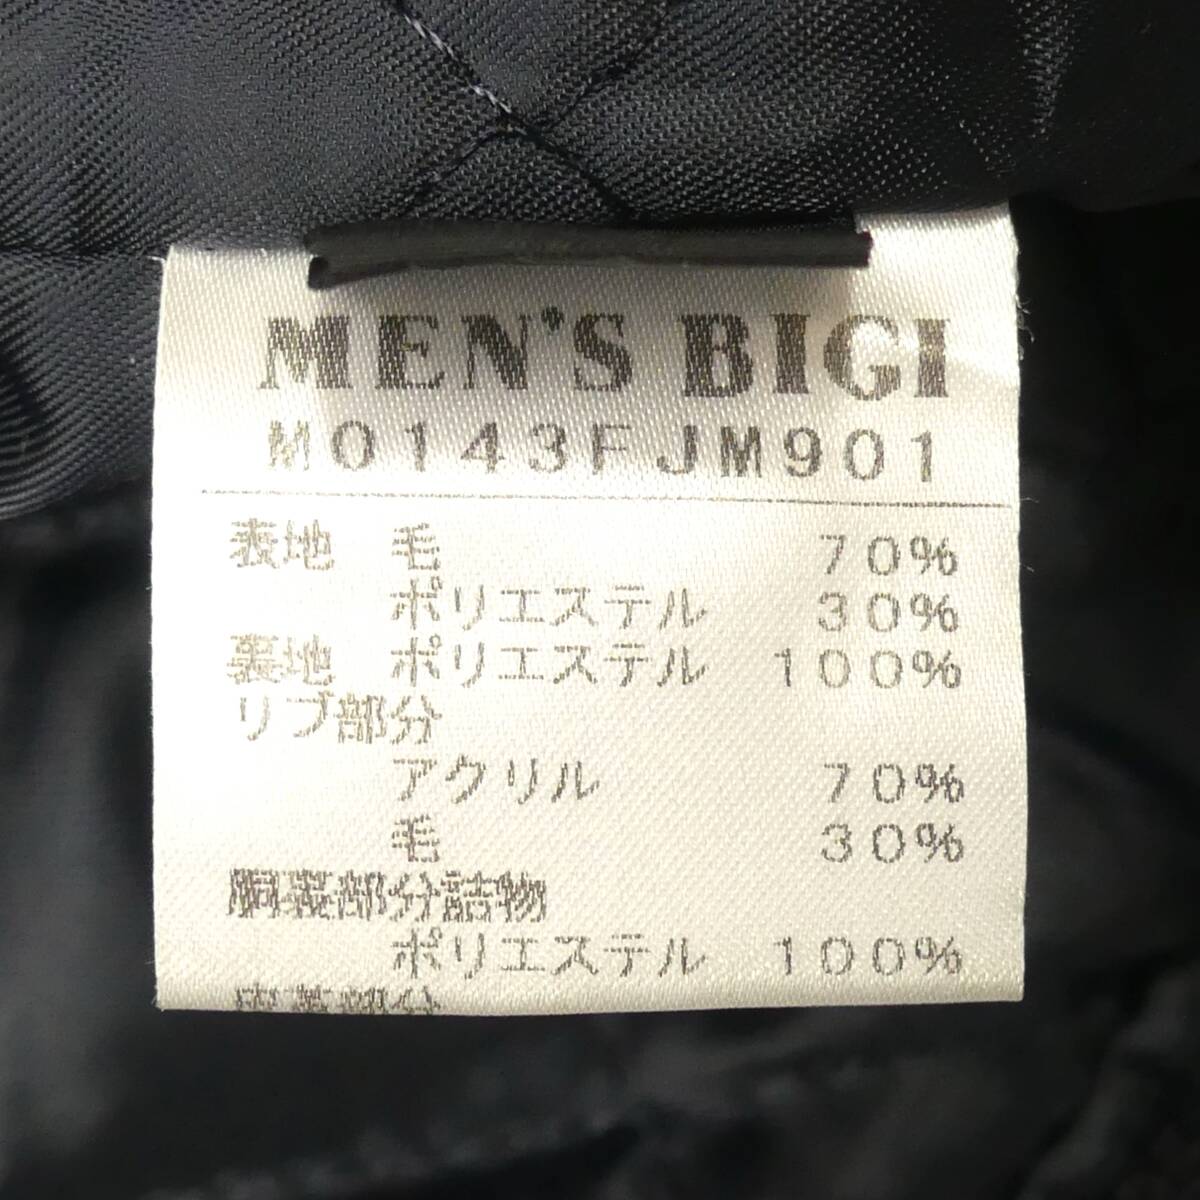 MEN'S BIGI
M0143FJM901
表地 毛 70%
ポリエステル 30%
裏地 ポリエステル 100%
リブ部分
アクリル 70%
毛 30%
胴裏部分詰物
ポリエステル 100%